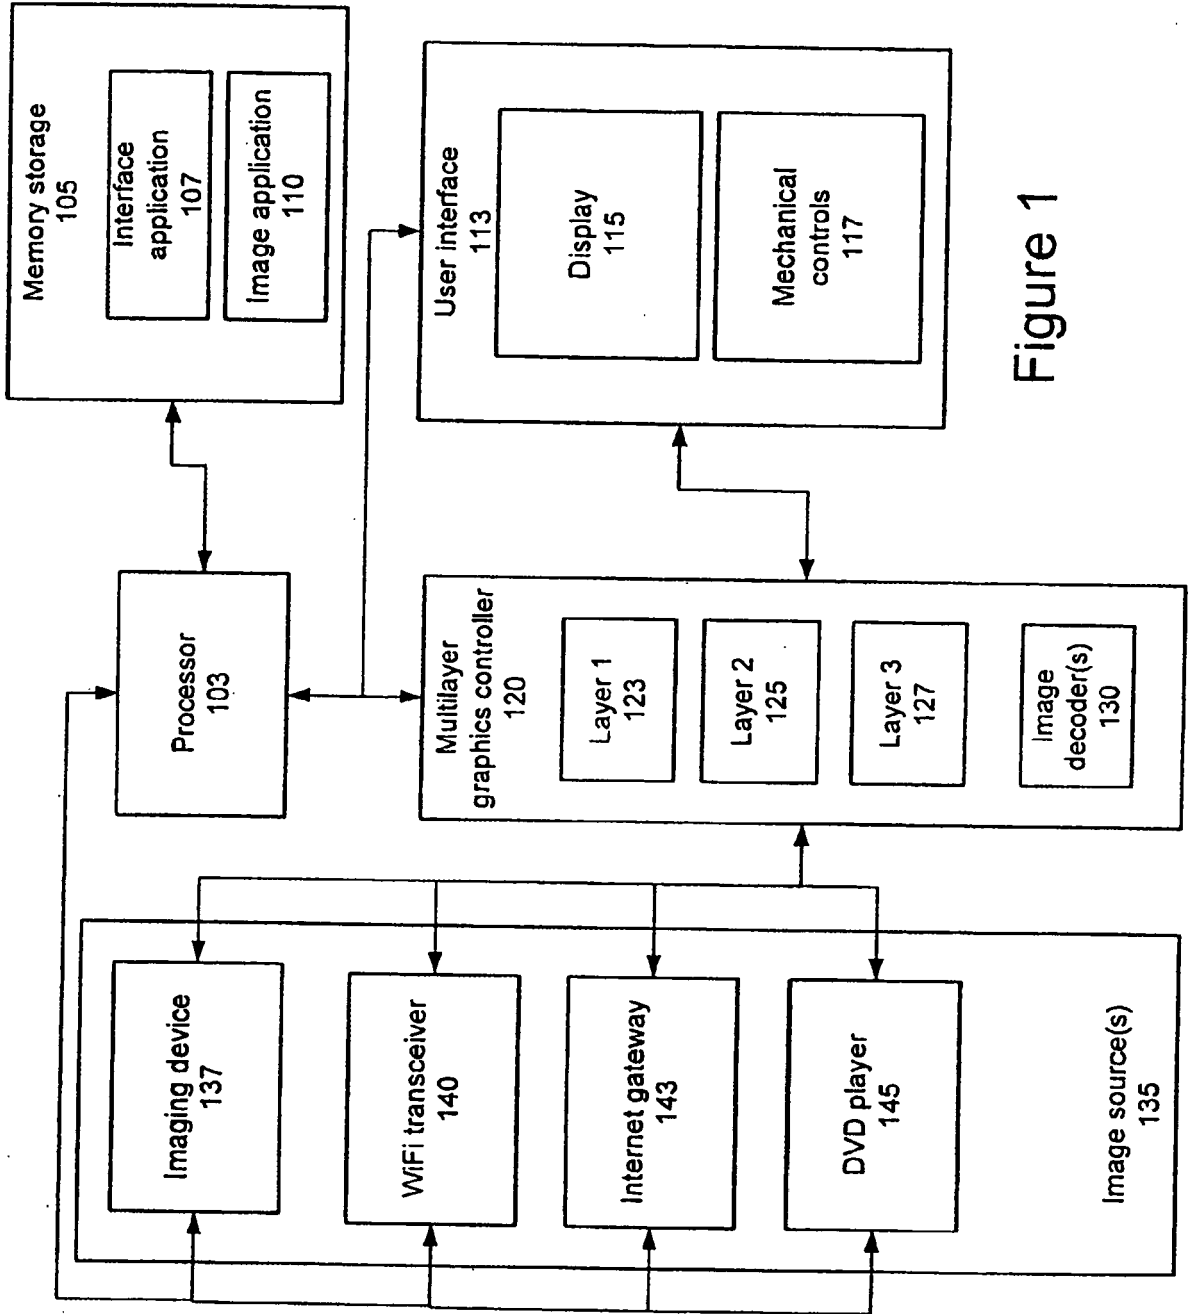 Memory storage
105
Interface
application
107
Image application
110
Processor
103
User interface
113
Display
115
Mechanical
controls
117
Multilayer
graphics controller
120
Layer 1
123
Layer 2
125
Layer 3
127
Image
decoder(s)
130
Imaging device
137
WiFi transceiver
140
Internet gateway
143
DVD player
145
Image source(s)
135
Figure 1